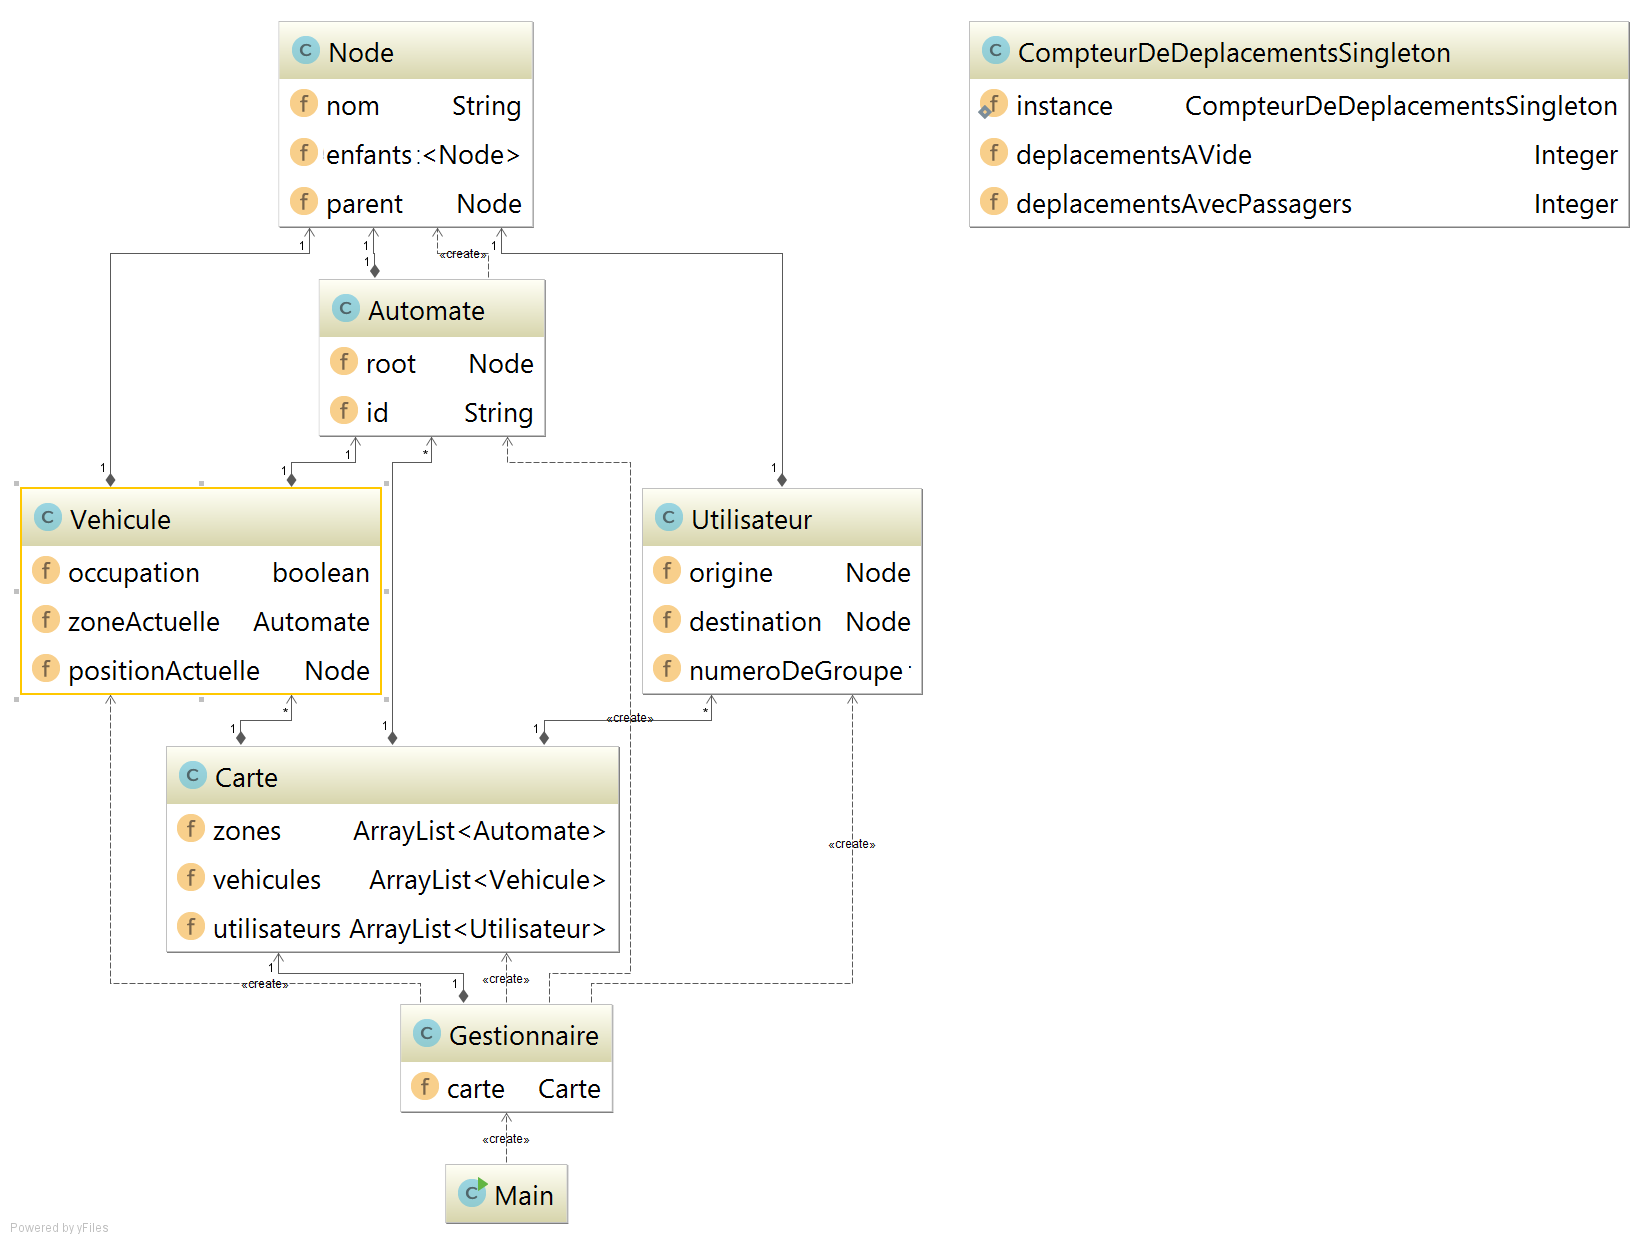 Node
nom String
enfants :<Node>
parent Node
CompteurDeDeplacementsSingleton
instance CompteurDeDeplacementsSingleton
deplacementsAVide Integer
deplacementsAvecPassagers Integer
1 1 «create» 1
1
Automate
root Node
id String
1 *
1 1 1
Vehicule
occupation boolean
zoneActuelle Automate
positionActuelle Node
Utilisateur
origine Node
destination Node
numeroDeGroupe
* «create» *
1 1 1
Carte
zones ArrayList<Automate>
vehicules ArrayList<Vehicule>
utilisateurs ArrayList<Utilisateur>
«create»
1 «create»
«create» 1
Gestionnaire
carte Carte
«create»
Main
Powered by yFiles